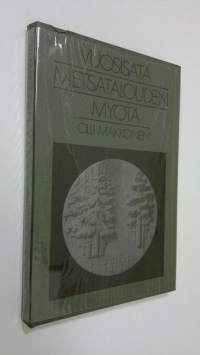 VUOSISATA
METSÄTALOUDEN
MYÖTÄ
OLLI MAKKONEN